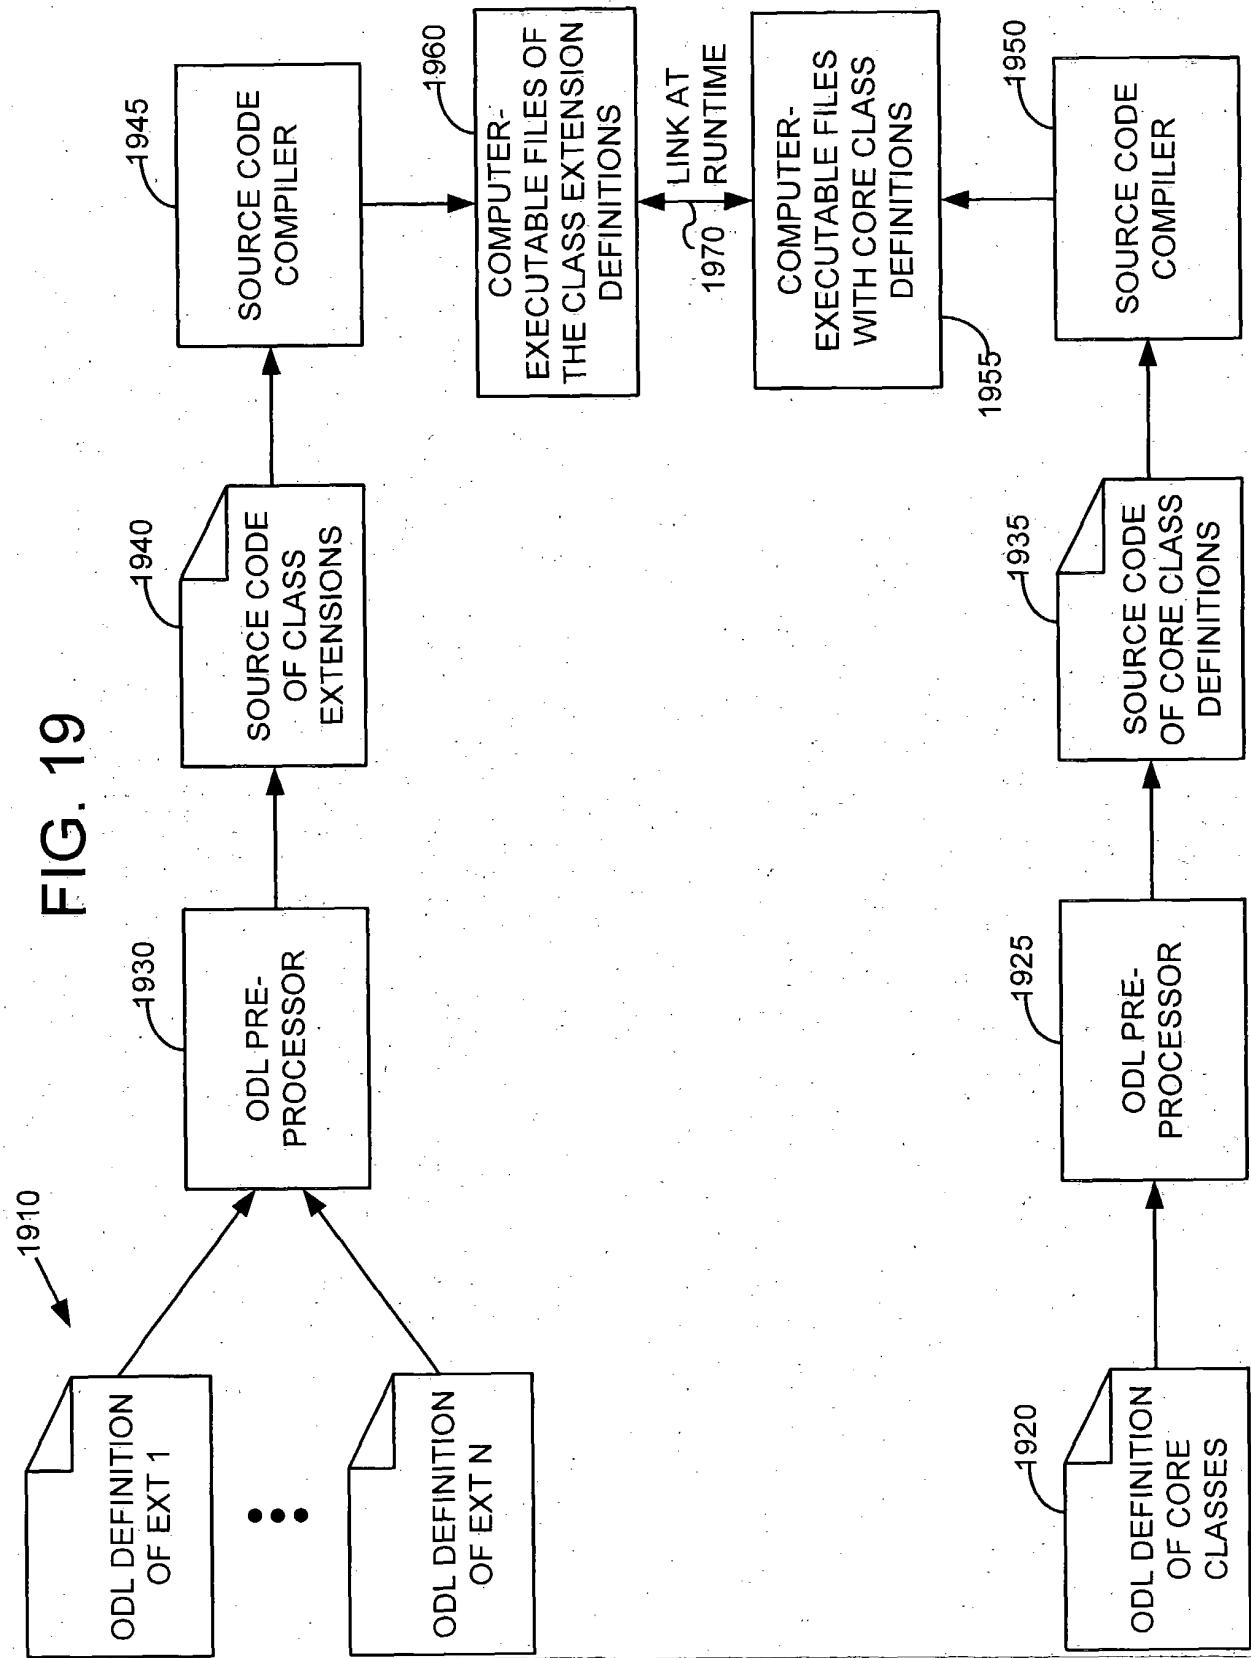 FIG. 19
1910
ODL DEFINITION
OF EXT 1
ODL DEFINITION
OF EXT N
1930
ODL PRE-
PROCESSOR
1940
SOURCE CODE
OF CLASS
EXTENSIONS
1945
SOURCE CODE
COMPILER
1960
COMPUTER-
EXECUTABLE FILES OF
THE CLASS EXTENSION
DEFINITIONS
LINK AT
RUNTIME
1970
COMPUTER-
EXECUTABLE FILES
WITH CORE CLASS
DEFINITIONS
1955
1920
ODL DEFINITION
OF CORE
CLASSES
1925
ODL PRE-
PROCESSOR
1935
SOURCE CODE
OF CORE CLASS
DEFINITIONS
1950
SOURCE CODE
COMPILER